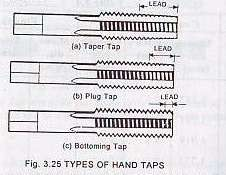 LEAD
(a) Taper Tap
LEAD
(b) Plug Tap
LEAD
(c) Bottoming Tap
Fig. 3.25 TYPES OF HAND TAPS